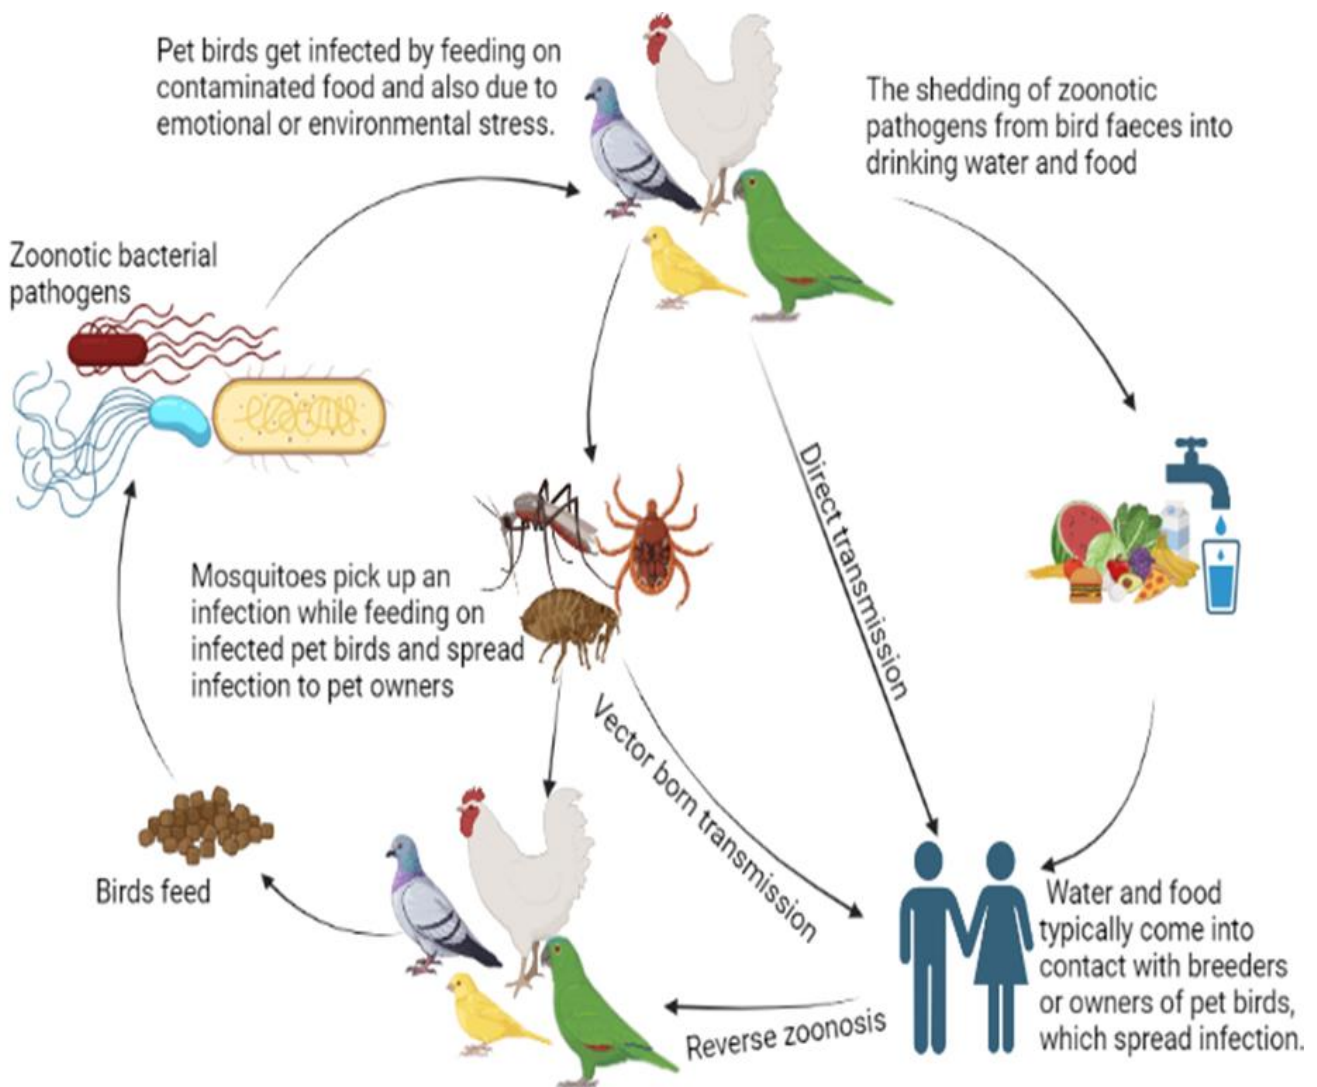 Pet birds get infected by feeding on
contaminated food and also due to
emotional or environmental stress.
The shedding of zoonotic
pathogens from bird faeces into
drinking water and food
Zoonotic bacterial
pathogens
Direct transmission
Mosquitoes pick up an
infection while feeding on
infected pet birds and spread
infection to pet owners
Vector born transmission
Birds feed
Water and food
typically come into
contact with breeders
or owners of pet birds,
which spread infection.
Reverse zoonosis